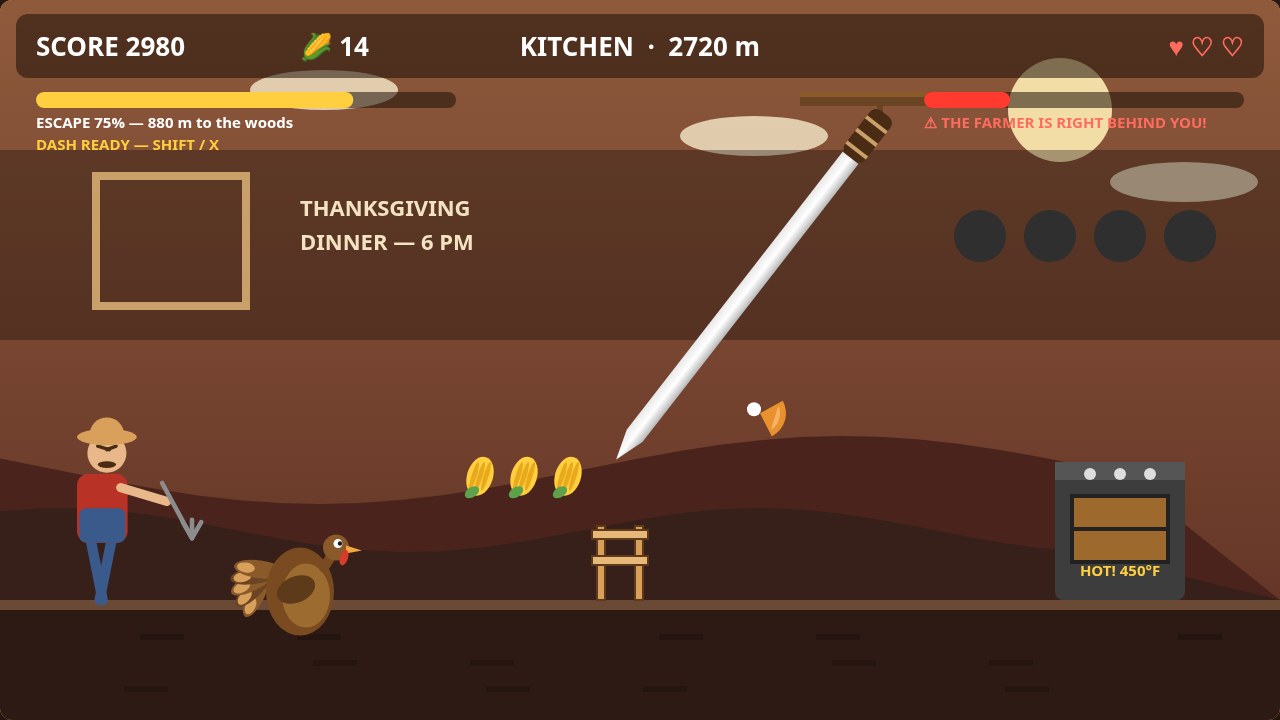 SCORE 2980
🌽 14
KITCHEN · 2720 m
♥ ♡ ♡
ESCAPE 75% — 880 m to the woods
⚠ THE FARMER IS RIGHT BEHIND YOU!
DASH READY — SHIFT / X
THANKSGIVING
DINNER — 6 PM
HOT! 450°F